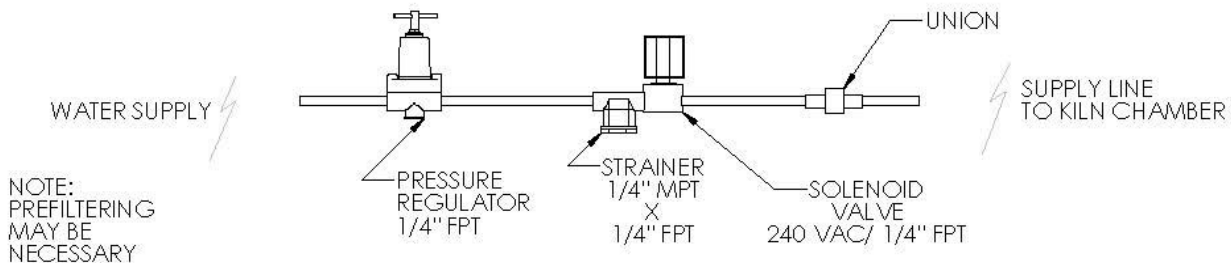 UNION
WATER SUPPLY
SUPPLY LINE
TO KILN CHAMBER
NOTE:
PREFILTERING
MAY BE
NECESSARY
PRESSURE
REGULATOR
1/4" FPT
STRAINER
1/4" MPT
X
1/4" FPT
SOLENOID
VALVE
240 VAC/ 1/4" FPT